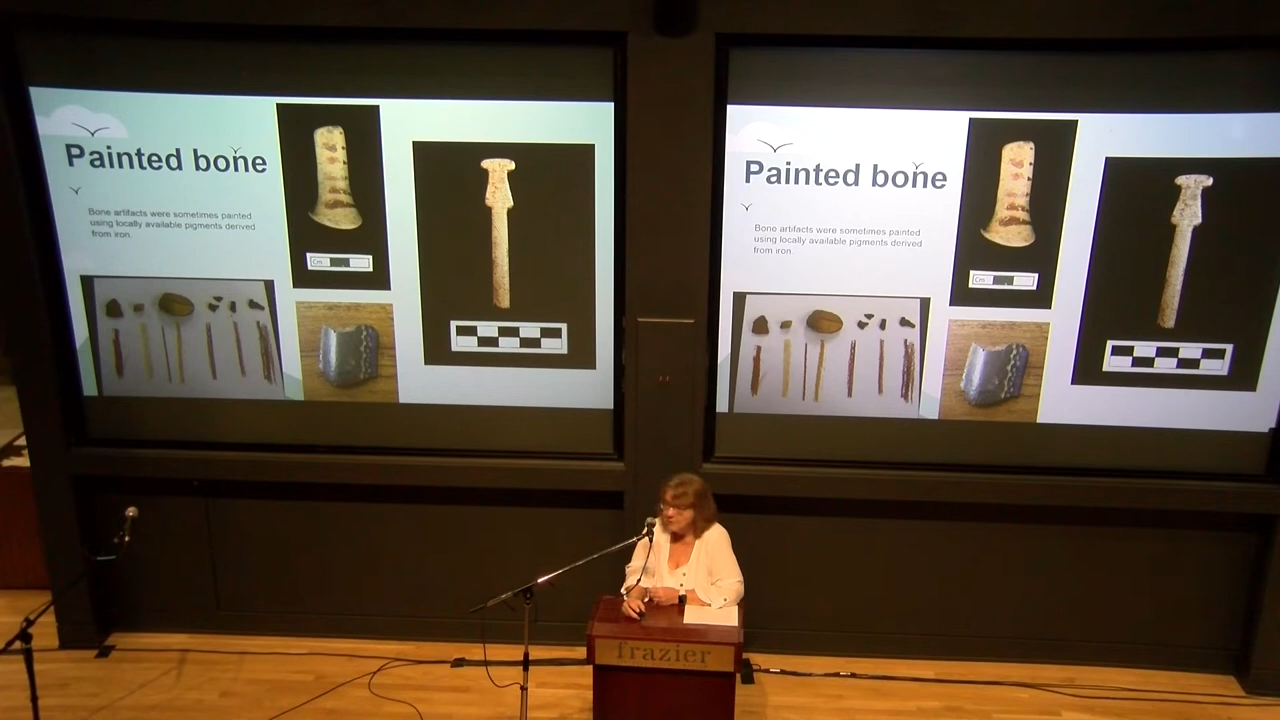 Painted bone
Bone artifacts were sometimes painted
using locally available pigments derived
from iron.
Cm
Painted bone
Bone artifacts were sometimes painted
using locally available pigments derived
from iron.
Cm
frazier